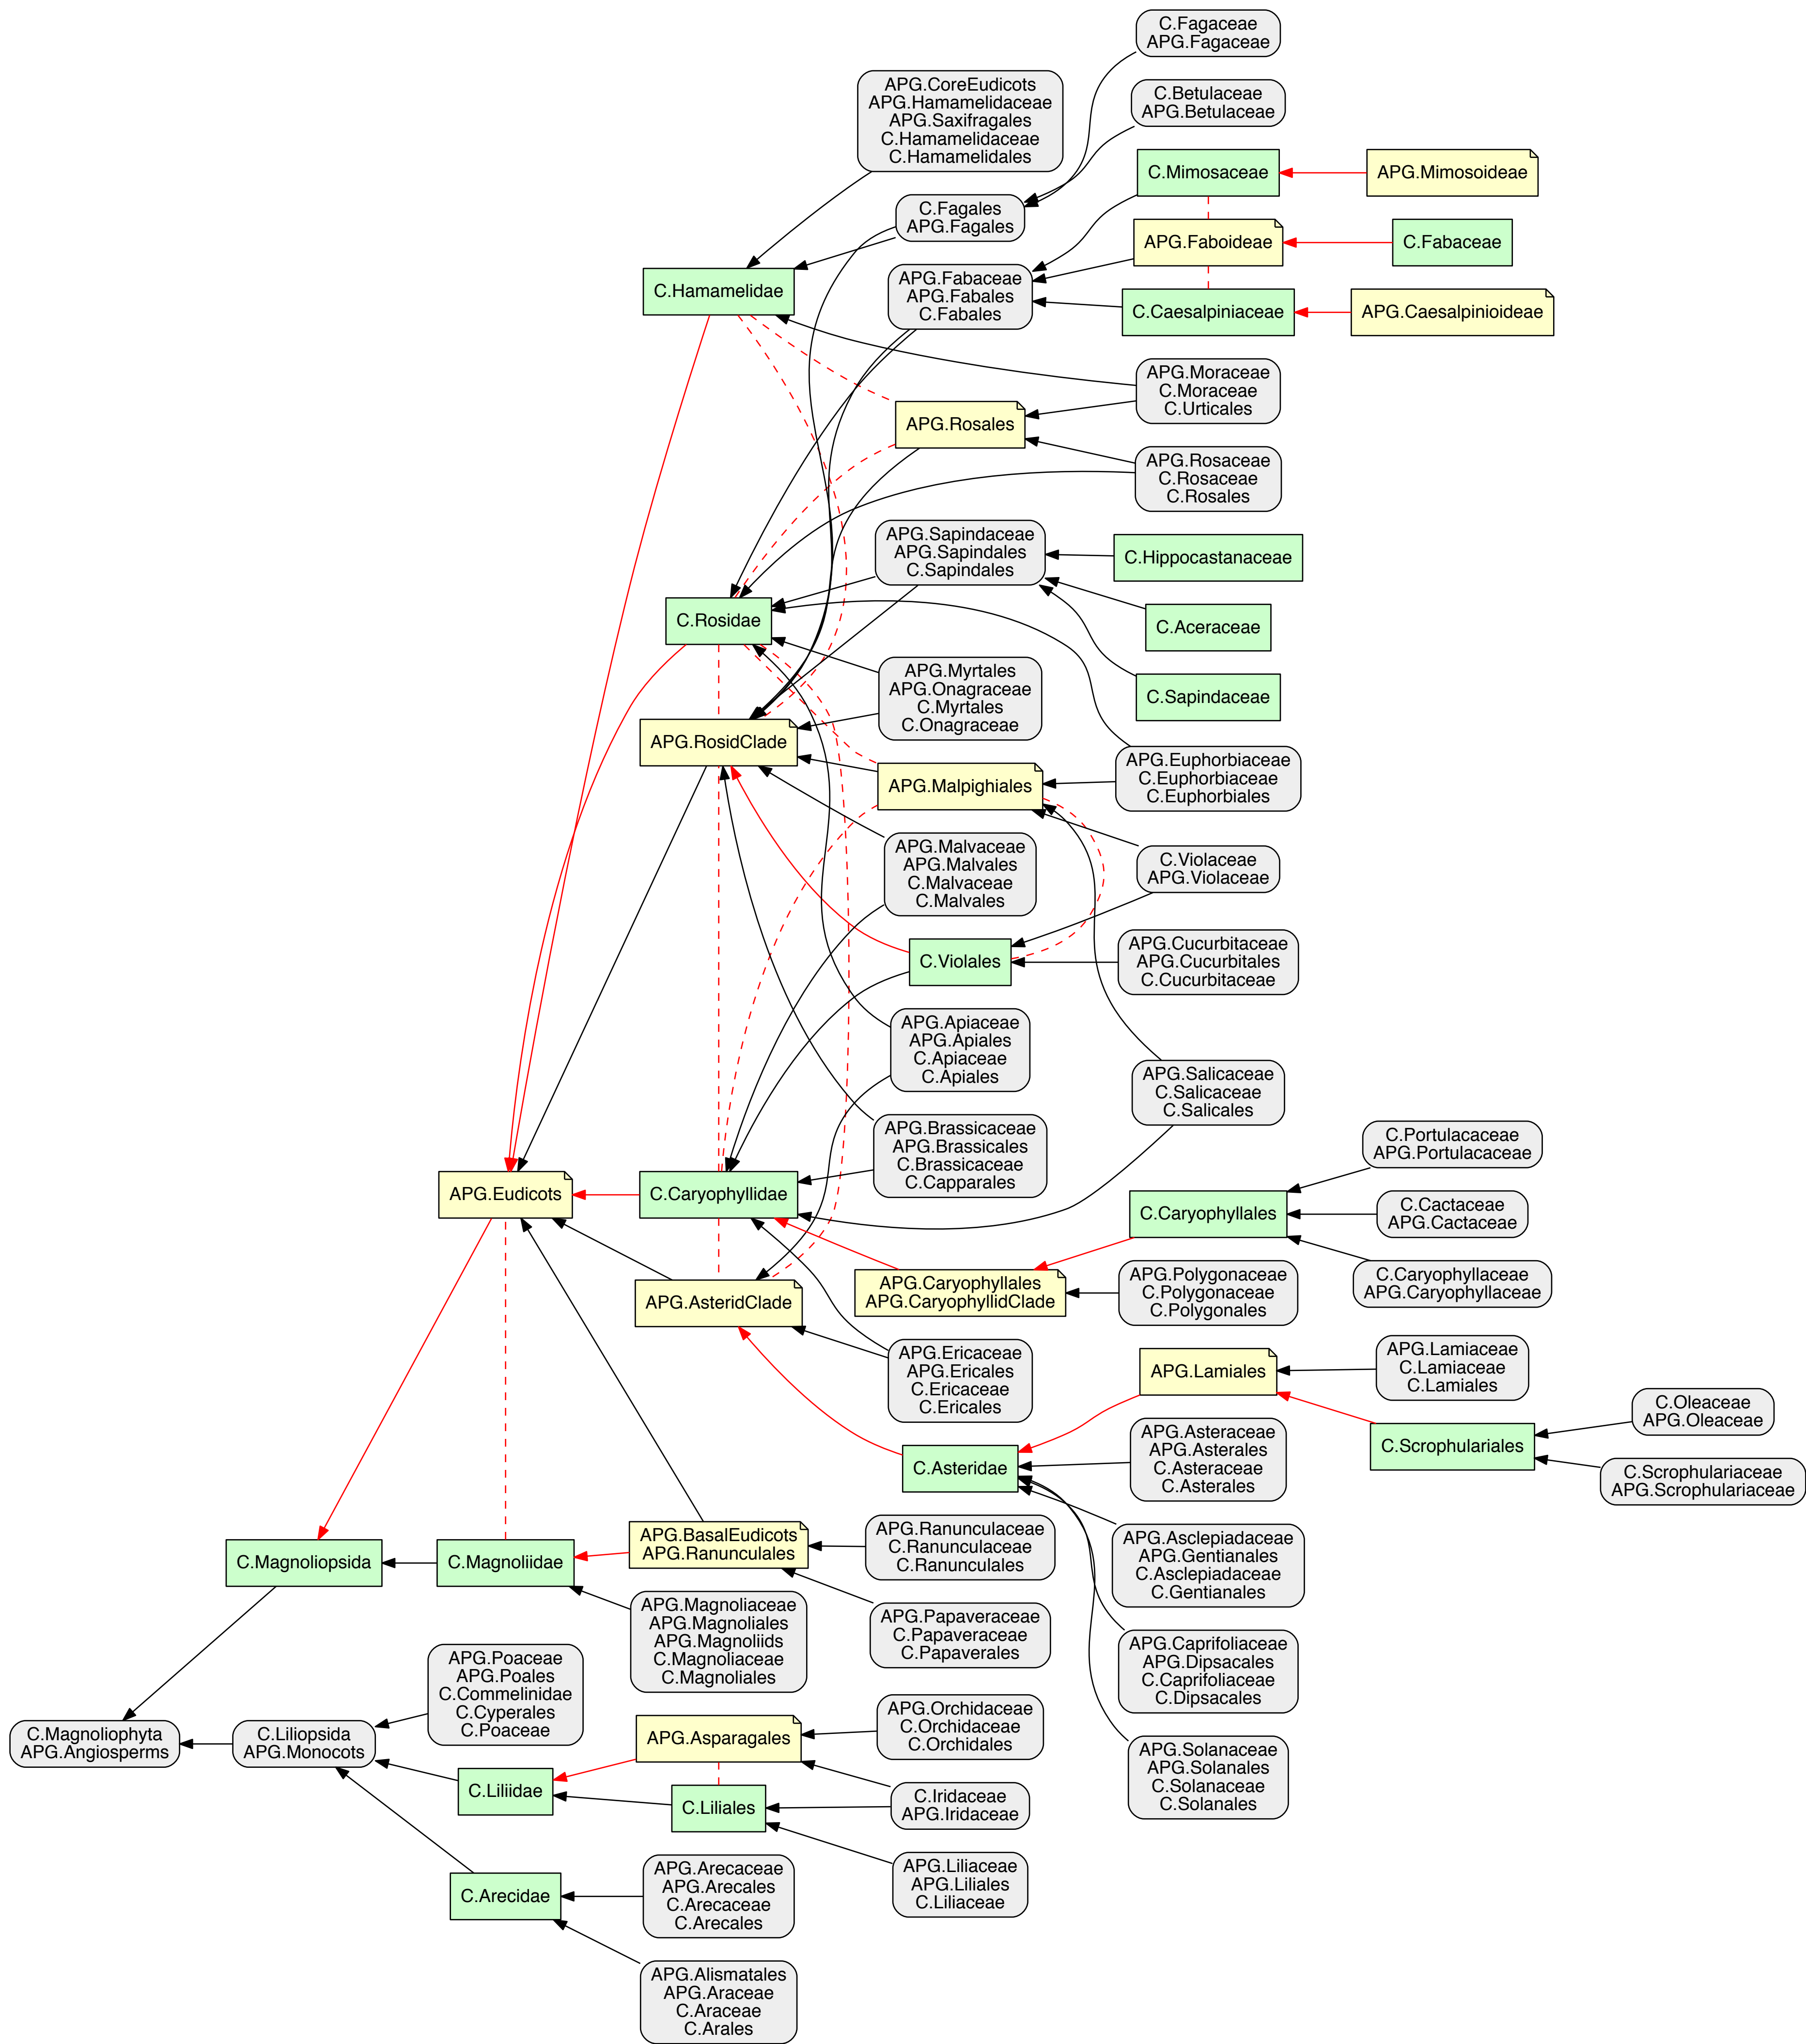 C.Fagaceae
APG.Fagaceae
APG.CoreEudicots
APG.Hamamelidaceae
APG.Saxifragales
C.Hamamelidaceae
C.Hamamelidales
C.Betulaceae
APG.Betulaceae
C.Mimosaceae
APG.Mimosoideae
C.Fagales
APG.Fagales
APG.Faboideae
C.Fabaceae
C.Hamamelidae
APG.Fabaceae
APG.Fabales
C.Fabales
C.Caesalpiniaceae
APG.Caesalpinioideae
APG.Moraceae
C.Moraceae
C.Urticales
APG.Rosales
APG.Rosaceae
C.Rosaceae
C.Rosales
APG.Sapindaceae
APG.Sapindales
C.Sapindales
C.Hippocastanaceae
C.Rosidae
C.Aceraceae
APG.Myrtales
APG.Onagraceae
C.Myrtales
C.Onagraceae
C.Sapindaceae
APG.RosidClade
APG.Malpighiales
APG.Euphorbiaceae
C.Euphorbiaceae
C.Euphorbiales
APG.Malvaceae
APG.Malvales
C.Malvaceae
C.Malvales
C.Violaceae
APG.Violaceae
C.Violales
APG.Cucurbitaceae
APG.Cucurbitales
C.Cucurbitaceae
APG.Apiaceae
APG.Apiales
C.Apiaceae
C.Apiales
APG.Salicaceae
C.Salicaceae
C.Salicales
APG.Brassicaceae
APG.Brassicales
C.Brassicaceae
C.Capparales
C.Portulacaceae
APG.Portulacaceae
APG.Eudicots
C.Caryophyllidae
C.Caryophyllales
C.Cactaceae
APG.Cactaceae
APG.AsteridClade
APG.Caryophyllales
APG.CaryophyllidClade
APG.Polygonaceae
C.Polygonaceae
C.Polygonales
C.Caryophyllaceae
APG.Caryophyllaceae
APG.Ericaceae
APG.Ericales
C.Ericaceae
C.Ericales
APG.Lamiales
APG.Lamiaceae
C.Lamiaceae
C.Lamiales
C.Oleaceae
APG.Oleaceae
C.Scrophulariales
C.Asteridae
APG.Asteraceae
APG.Asterales
C.Asteraceae
C.Asterales
C.Scrophulariaceae
APG.Scrophulariaceae
C.Magnoliopsida
C.Magnoliidae
APG.BasalEudicots
APG.Ranunculales
APG.Ranunculaceae
C.Ranunculaceae
C.Ranunculales
APG.Asclepiadaceae
APG.Gentianales
C.Asclepiadaceae
C.Gentianales
APG.Magnoliaceae
APG.Magnoliales
APG.Magnoliids
C.Magnoliaceae
C.Magnoliales
APG.Papaveraceae
C.Papaveraceae
C.Papaverales
APG.Caprifoliaceae
APG.Dipsacales
C.Caprifoliaceae
C.Dipsacales
APG.Poaceae
APG.Poales
C.Commelinidae
C.Cyperales
C.Poaceae
C.Magnoliophyta
APG.Angiosperms
C.Liliopsida
APG.Monocots
APG.Asparagales
APG.Orchidaceae
C.Orchidaceae
C.Orchidales
C.Liliidae
C.Liliales
C.Iridaceae
APG.Iridaceae
APG.Solanaceae
APG.Solanales
C.Solanaceae
C.Solanales
C.Arecidae
APG.Arecaceae
APG.Arecales
C.Arecaceae
C.Arecales
APG.Liliaceae
APG.Liliales
C.Liliaceae
APG.Alismatales
APG.Araceae
C.Araceae
C.Arales